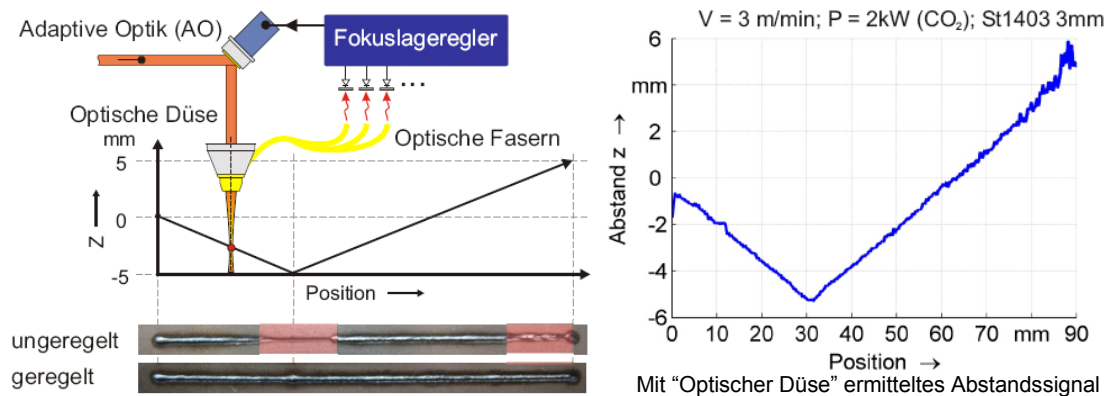 Adaptive Optik (AO)
Fokuslageregler
...
Optische Düse
mm
Optische Fasern
5
0
-5
Z
Position
ungeregelt
geregelt
V = 3 m/min; P = 2kW (CO₂); St1403 3mm
6
mm
2
0
-2
-4
-6
Abstand z →
0 10 20 30 40 50 60 70 mm 90
Position →
Mit “Optischer Düse” ermitteltes Abstandssignal